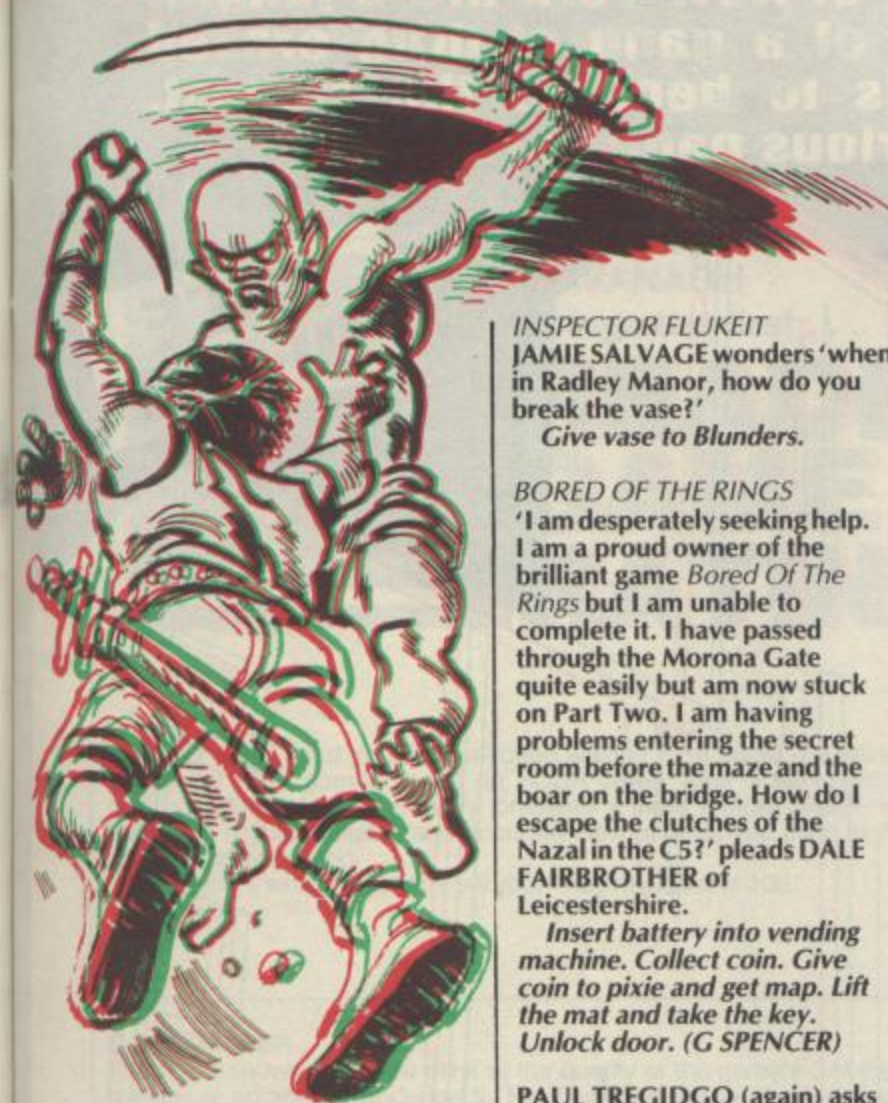 INSPECTOR FLUKEIT
JAMIE SALVAGE wonders 'when
in Radley Manor, how do you
break the vase?'
Give vase to Blunders.
BORED OF THE RINGS
'I am desperately seeking help.
I am a proud owner of the
brilliant game Bored Of The
Rings but I am unable to
complete it. I have passed
through the Morona Gate
quite easily but am now stuck
on Part Two. I am having
problems entering the secret
room before the maze and the
boar on the bridge. How do I
escape the clutches of the
Nazal in the C5?' pleads DALE
FAIRBROTHER of
Leicestershire.
Insert battery into vending
machine. Collect coin. Give
coin to pixie and get map. Lift
the mat and take the key.
Unlock door. (G SPENCER)
PAUL TREGIDGO (again) asks